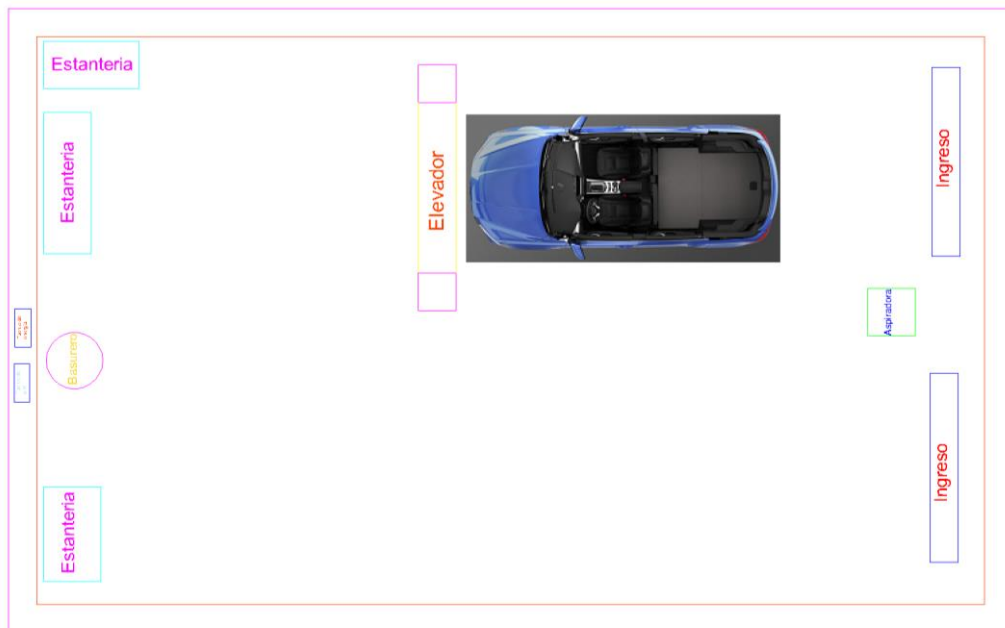 Estanteria
Estanteria
Elevador
Ingreso
Aspiradora
Basurero
Estanteria
Ingreso